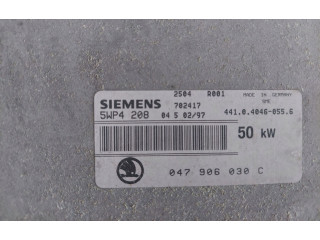 2504 R001 MADE IN GERMANY
SIEMENS 702417 SME
5WP4 208 04 S 02/97 441.0.4046-055.6
50 kW
047 906 030 C